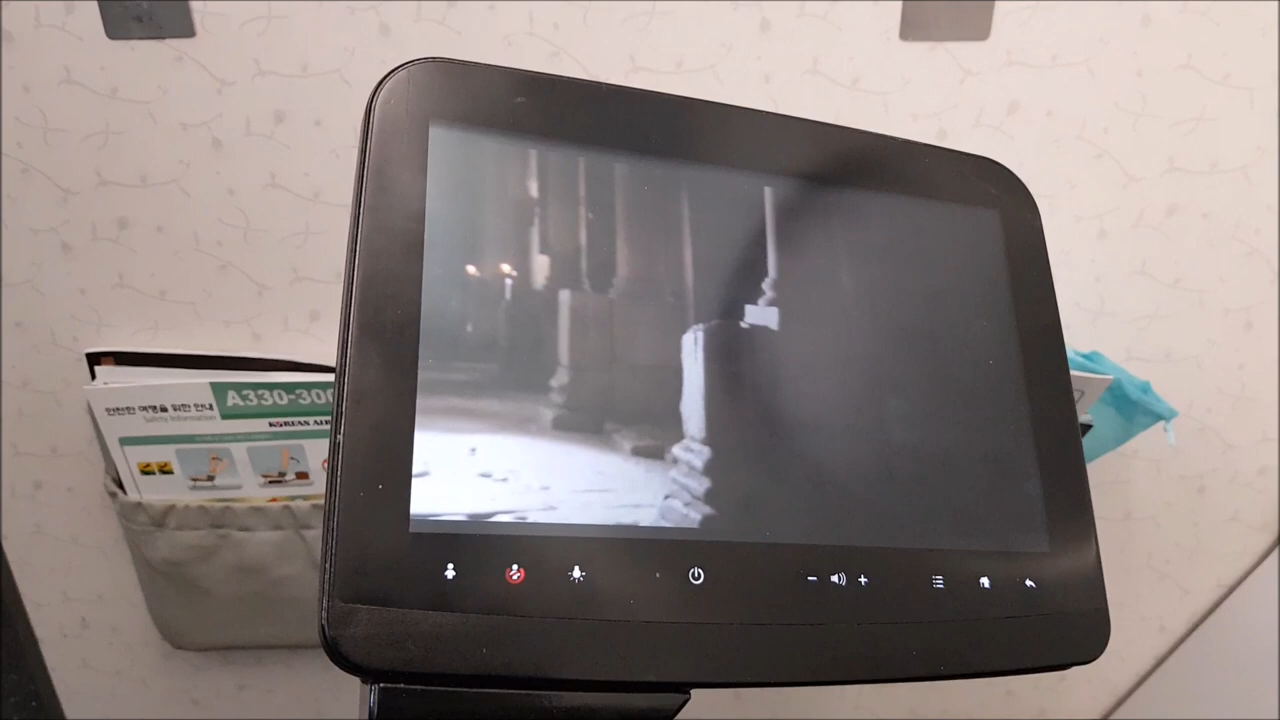 안전한 여행을 위한 안내
Safety Information
A330-300
KOREAN AIR